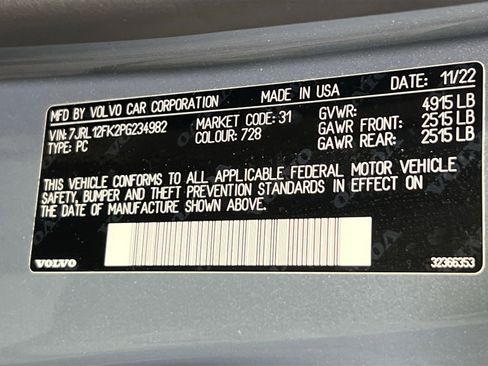 MFD BY VOLVO CAR CORPORATION MADE IN USA DATE: 11/22
VIN: 7JRL12FK2PG234982 MARKET CODE: 31 GVWR: 4915 LB
TYPE: PC COLOUR: 728 GAWR FRONT: 2515 LB
GAWR REAR: 2515 LB
THIS VEHICLE CONFORMS TO ALL APPLICABLE FEDERAL MOTOR VEHICLE
SAFETY, BUMPER AND THEFT PREVENTION STANDARDS IN EFFECT ON
THE DATE OF MANUFACTURE SHOWN ABOVE.
VOLVO 32366353